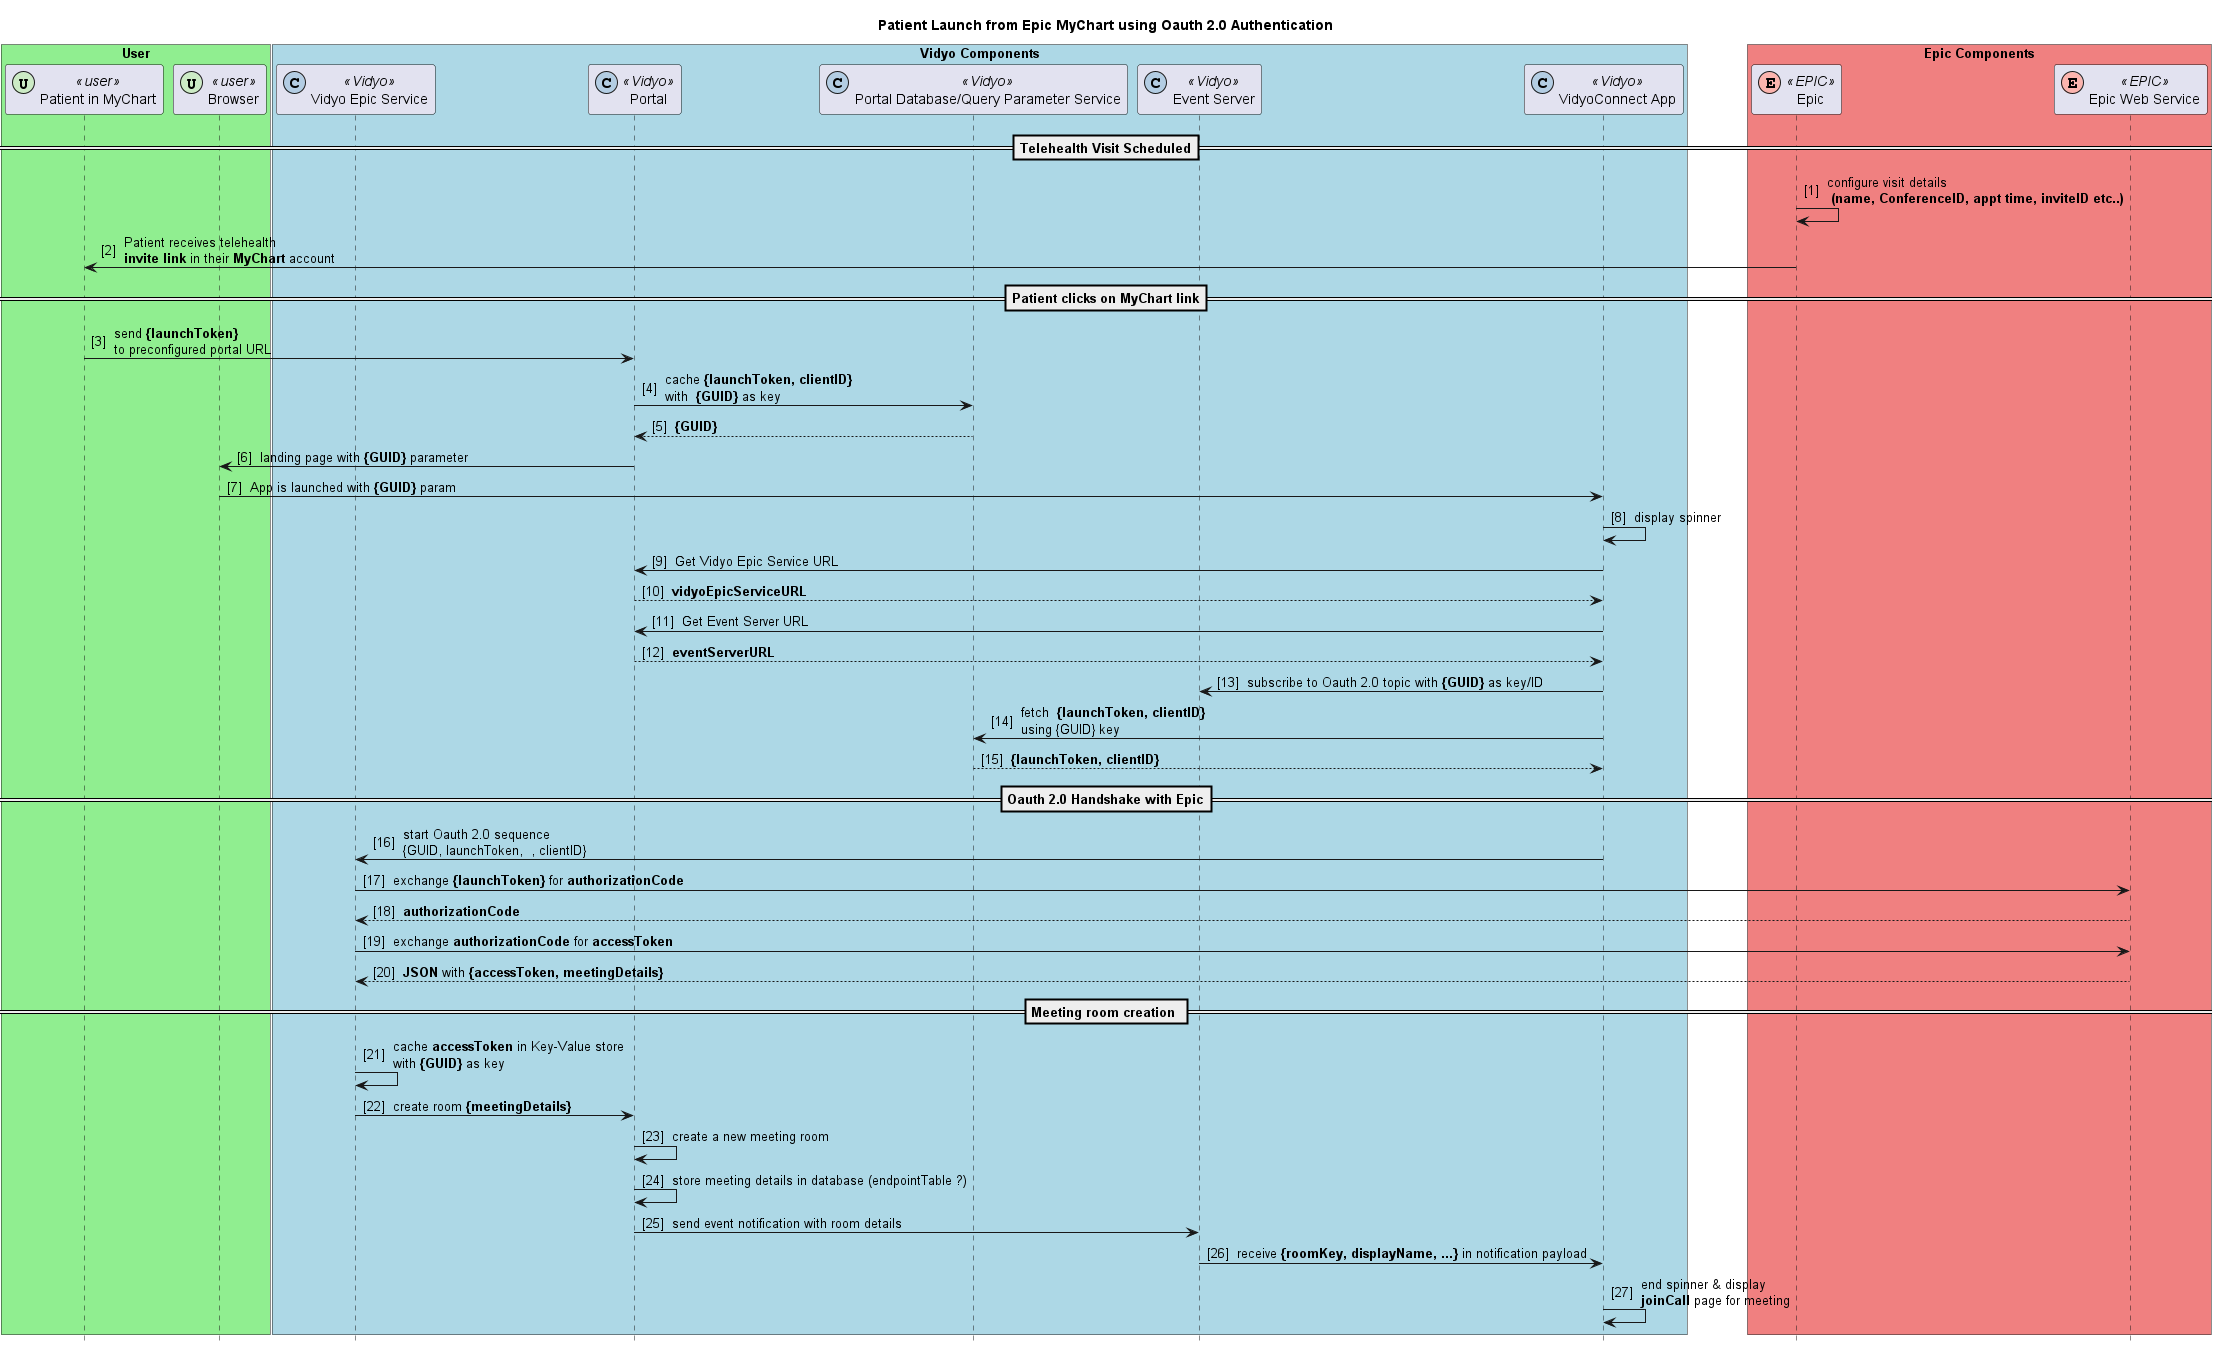 Patient Launch from Epic MyChart using Oauth 2.0 Authentication
User
Vidyo Components
Epic Components
U «user»
Patient in MyChart
U «user»
Browser
C «Vidyo»
Vidyo Epic Service
C «Vidyo»
Portal
C «Vidyo»
Portal Database/Query Parameter Service
C «Vidyo»
Event Server
C «Vidyo»
VidyoConnect App
E «EPIC»
Epic
E «EPIC»
Epic Web Service
Telehealth Visit Scheduled
[1] configure visit details
(name, ConferenceID, appt time, inviteID etc..)
[2] Patient receives telehealth
invite link in their MyChart account
Patient clicks on MyChart link
[3] send {launchToken}
to preconfigured portal URL
[4] cache {launchToken, clientID}
with {GUID} as key
[5] {GUID}
[6] landing page with {GUID} parameter
[7] App is launched with {GUID} param
[8] display spinner
[9] Get Vidyo Epic Service URL
[10] vidyoEpicServiceURL
[11] Get Event Server URL
[12] eventServerURL
[13] subscribe to Oauth 2.0 topic with {GUID} as key/ID
[14] fetch {launchToken, clientID}
using {GUID} key
[15] {launchToken, clientID}
Oauth 2.0 Handshake with Epic
[16] start Oauth 2.0 sequence
{GUID, launchToken, , clientID}
[17] exchange {launchToken} for authorizationCode
[18] authorizationCode
[19] exchange authorizationCode for accessToken
[20] JSON with {accessToken, meetingDetails}
Meeting room creation
[21] cache accessToken in Key-Value store
with {GUID} as key
[22] create room {meetingDetails}
[23] create a new meeting room
[24] store meeting details in database (endpointTable ?)
[25] send event notification with room details
[26] receive {roomKey, displayName, ...} in notification payload
[27] end spinner & display
joinCall page for meeting